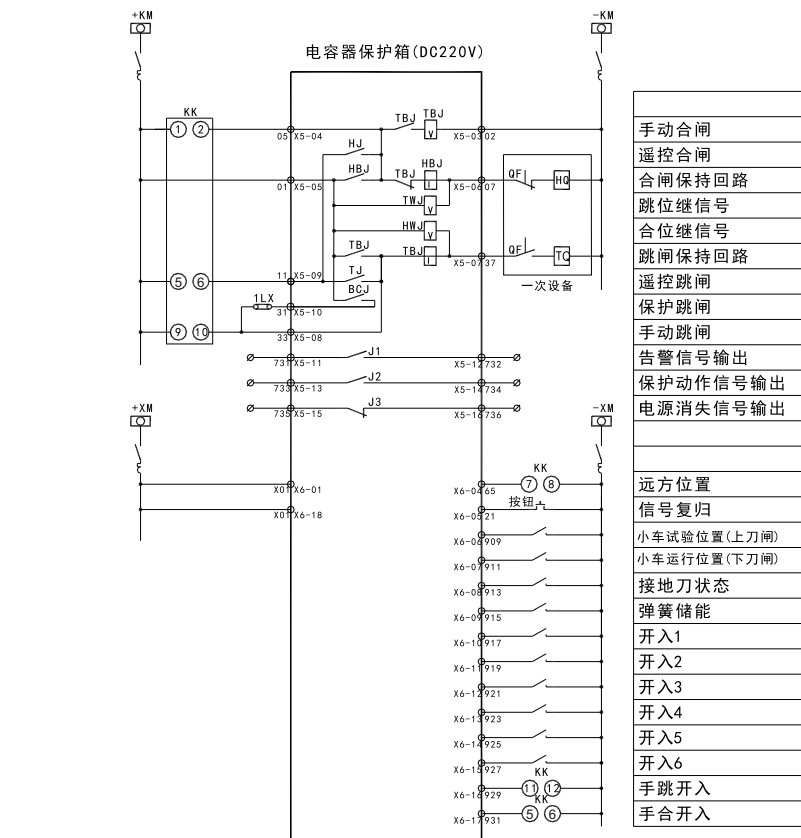 +KM
-KM
电容器保护箱(DC220V)
KK
1 2
05 X5-04
TBJ
TBJ
V
X5-03 02
手动合闸
HJ
遥控合闸
01 X5-05
HBJ
TBJ
HBJ
I
X5-06 07
QF
HQ
合闸保持回路
TWJ
V
跳位继信号
HWJ
V
合位继信号
TBJ
TBJ
I
X5-07 37
QF
TQ
跳闸保持回路
5 6
11 X5-09
TJ
一次设备
遥控跳闸
BCJ
1LX
31 X5-10
保护跳闸
9 10
33 X5-08
手动跳闸
731 X5-11
J1
X5-12 732
告警信号输出
733 X5-13
J2
X5-14 734
保护动作信号输出
735 X5-15
J3
X5-16 736
电源消失信号输出
+XM
-XM
X01 X6-01
KK
7 8
X6-04 65
远方位置
X01 X6-18
按钮
X6-05 21
信号复归
X6-06 909
小车试验位置(上刀闸)
X6-07 911
小车运行位置(下刀闸)
X6-08 913
接地刀状态
X6-09 915
弹簧储能
X6-10 917
开入1
X6-11 919
开入2
X6-12 921
开入3
X6-13 923
开入4
X6-14 925
开入5
X6-15 927
开入6
KK
11 12
X6-16 929
手跳开入
KK
5 6
X6-17 931
手合开入